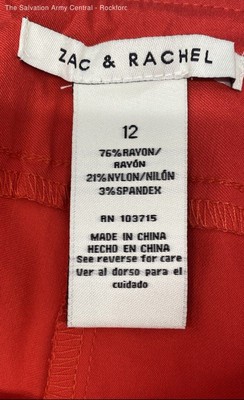 The Salvation Army Central - Rockford
ZAC & RACHEL
12
76%RAYON/
RAYÓN
21%NYLON/NILÓN
3%SPANDEX
RN 103715
MADE IN CHINA
HECHO EN CHINA
See reverse for care
Ver al dorso para el
cuidado